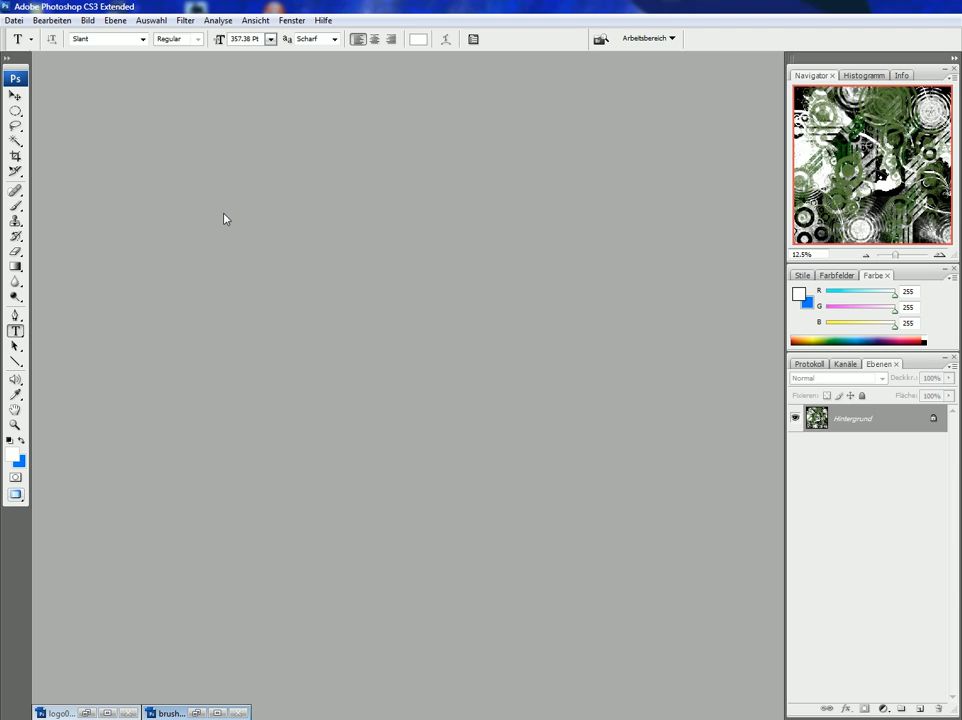 Adobe Photoshop CS3 Extended
Datei Bearbeiten Bild Ebene Auswahl Filter Analyse Ansicht Fenster Hilfe
T Slant Regular 357.38 Pt aa Scharf Arbeitsbereich
Ps
Navigator Histogramm Info
12.5%
Stile Farbfelder Farbe
R 255
G 255
B 255
Protokoll Kanäle Ebenen
Normal Deckkr.: 100%
Fixieren: Fläche: 100%
Hintergrund
T
logo0... brush...